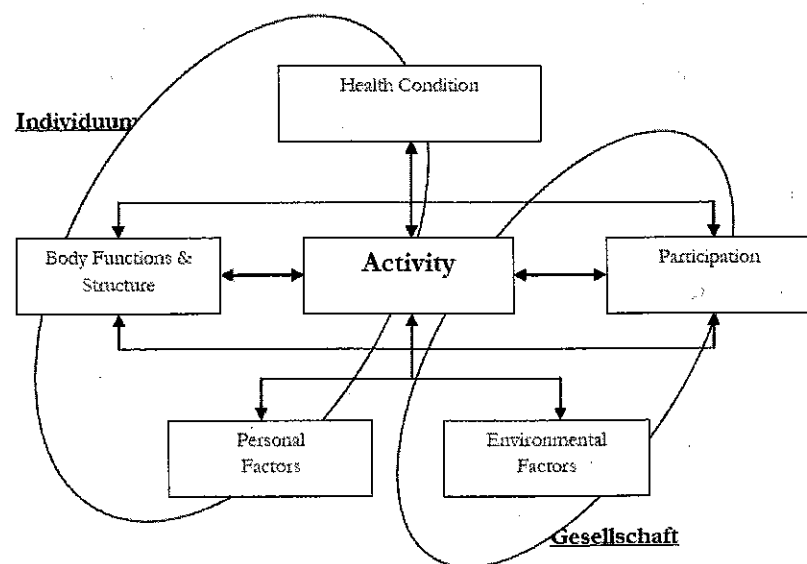 Health Condition
Individuum
Body Functions &
Structure
Activity
Participation
Personal
Factors
Environmental
Factors
Gesellschaft